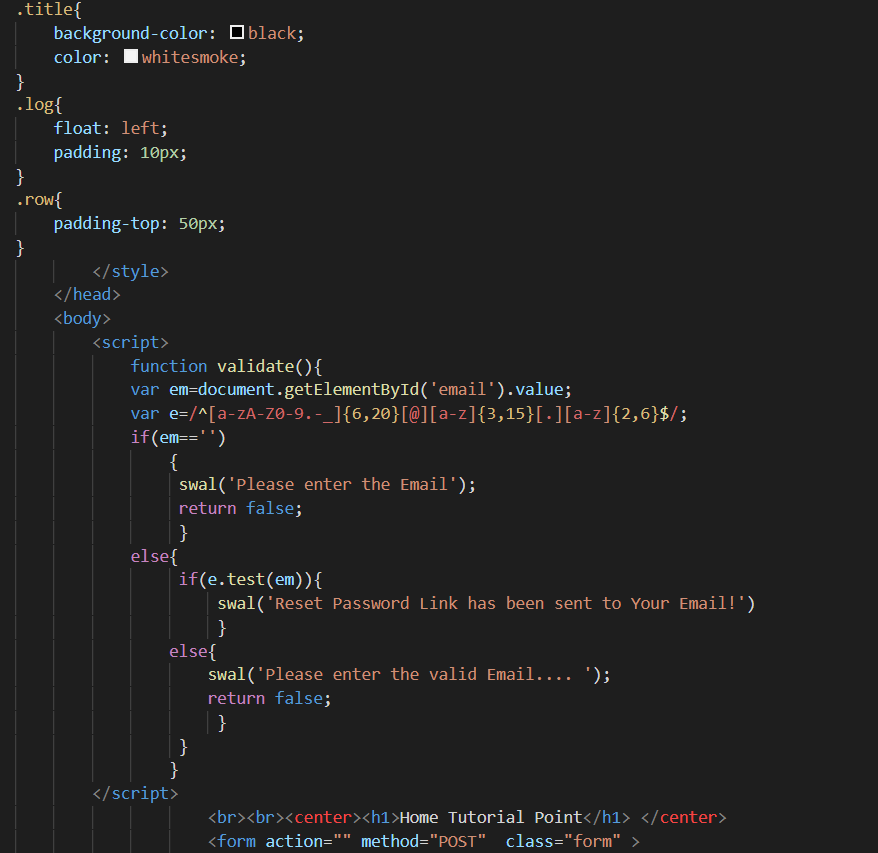 .title{
    background-color: black;
    color: whitesmoke;
}
.log{
    float: left;
    padding: 10px;
}
.row{
    padding-top: 50px;
}
        </style>
    </head>
    <body>
        <script>
            function validate(){
            var em=document.getElementById('email').value;
            var e=/^[a-zA-Z0-9.-_]{6,20}[@][a-z]{3,15}[.][a-z]{2,6}$/;
            if(em=='')
                {
                 swal('Please enter the Email');
                 return false;
                 }
            else{
                 if(e.test(em)){
                     swal('Reset Password Link has been sent to Your Email!')
                     }
                else{
                    swal('Please enter the valid Email.... ');
                    return false;
                     }
                 }
                }
        </script>
                    <br><br><center><h1>Home Tutorial Point</h1> </center>
                    <form action="" method="POST"  class="form" >